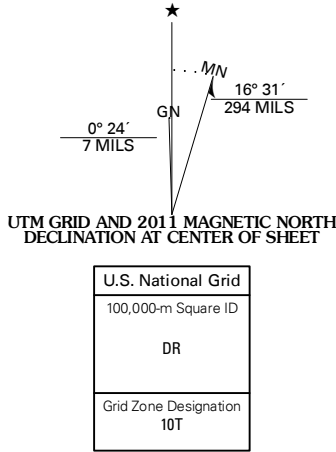 ★
MN
GN
16° 31´
294 MILS
0° 24´
7 MILS
UTM GRID AND 2011 MAGNETIC NORTH
DECLINATION AT CENTER OF SHEET
U.S. National Grid
100,000-m Square ID
DR
Grid Zone Designation
10T